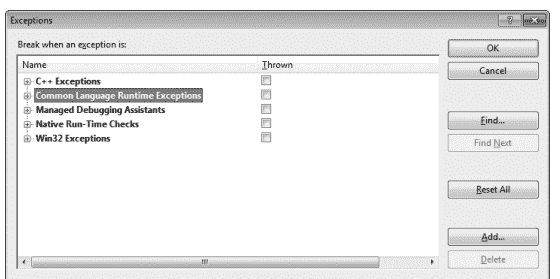 Exceptions
Break when an exception is:
Name Thrown
C++ Exceptions
Common Language Runtime Exceptions
Managed Debugging Assistants
Native Run-Time Checks
Win32 Exceptions
OK
Cancel
Find...
Find Next
Reset All
Add...
Delete